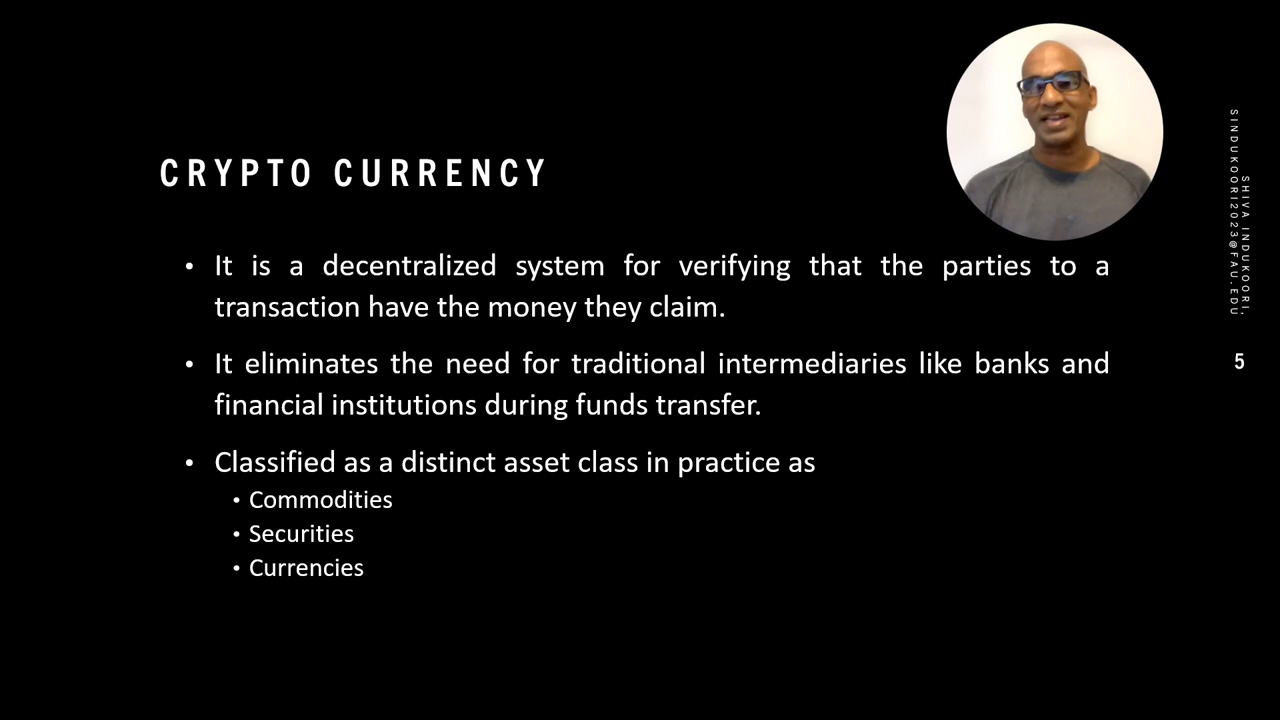 CRYPTO CURRENCY
• It is a decentralized system for verifying that the parties to a
transaction have the money they claim.
• It eliminates the need for traditional intermediaries like banks and
financial institutions during funds transfer.
• Classified as a distinct asset class in practice as
• Commodities
• Securities
• Currencies
SHIVA INDUKOORI,
SINDUKOORI2023@FAU.EDU
5